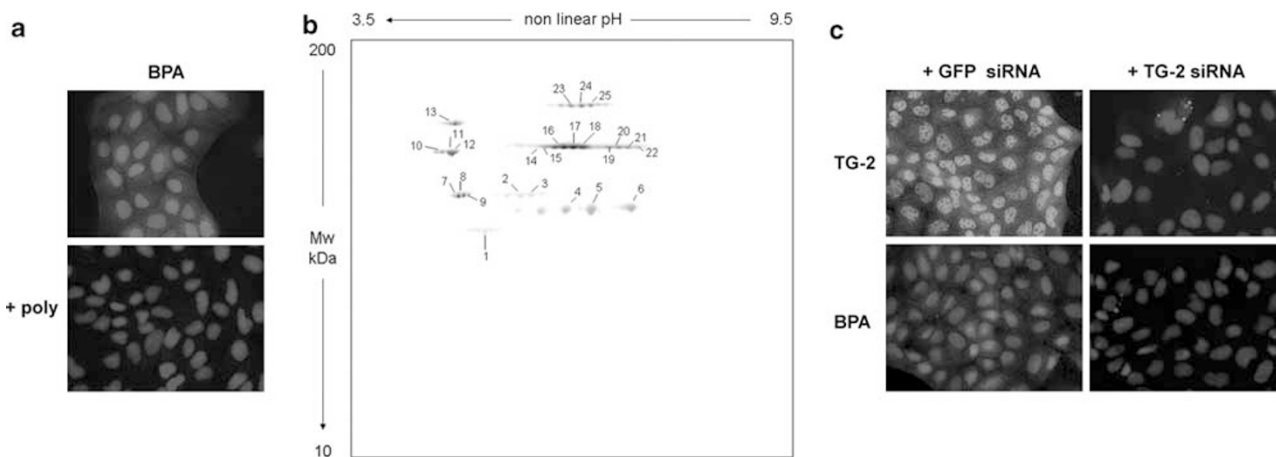 a
BPA
+ poly
b
3.5 non linear pH 9.5
200
Mw
kDa
10
23 24 25
13
11
10 12
16 17 18 20 21
14 15 19 22
8
7 9
2 3
4 5 6
1
c
+ GFP siRNA + TG-2 siRNA
TG-2
BPA